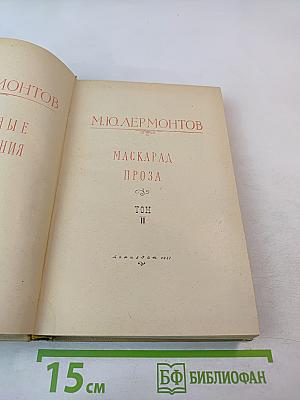 МОНТОВ
НЫЕ
НИЯ
М.Ю.ЛЕРМОНТОВ
МАСКАРАД
ПРОЗА
ТОМ
II
15 см
БФ БИБЛИОФАН